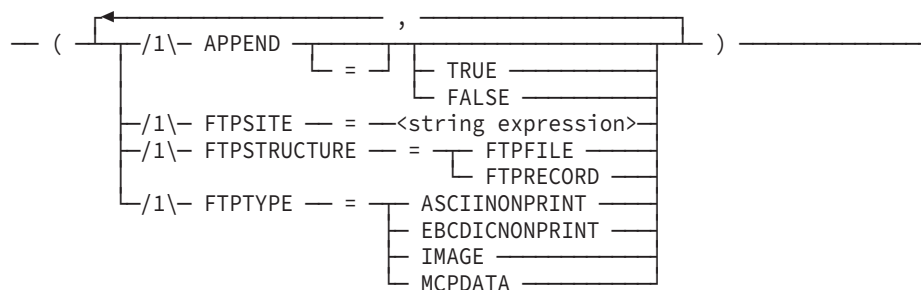 ,
( /1\ APPEND )
= TRUE
FALSE
/1\ FTPSITE = <string expression>
/1\ FTPSTRUCTURE = FTPFILE
FTPRECORD
/1\ FTPTYPE = ASCIINONPRINT
EBCDICNONPRINT
IMAGE
MCPDATA